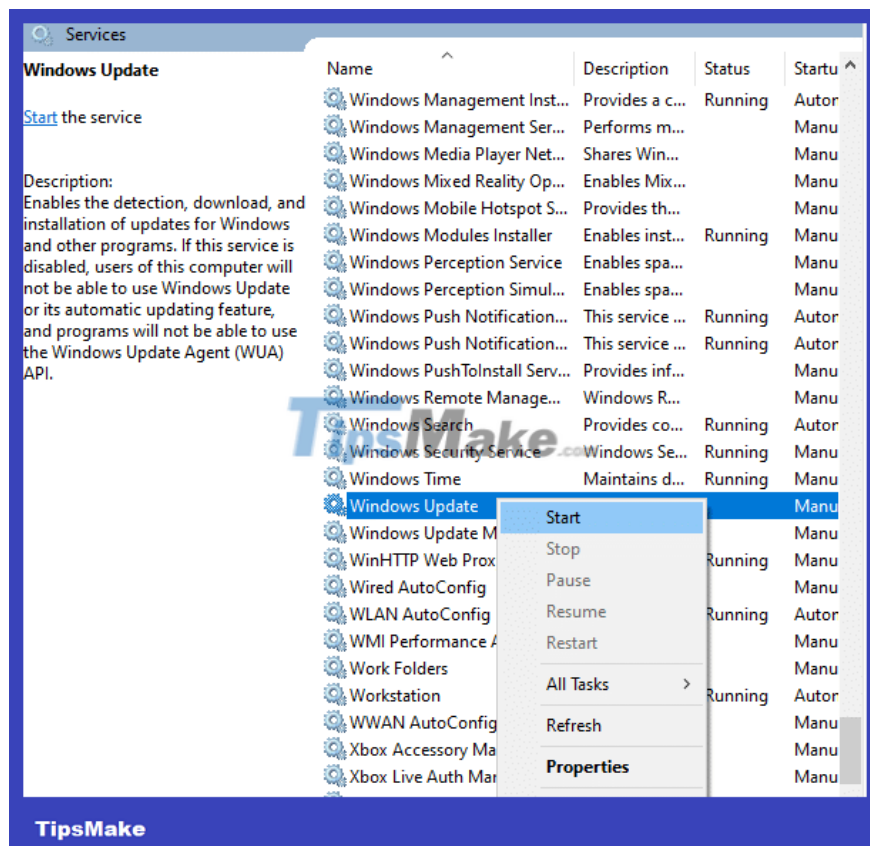 Services
Windows Update
Start the service
Description:
Enables the detection, download, and
installation of updates for Windows
and other programs. If this service is
disabled, users of this computer will
not be able to use Windows Update
or its automatic updating feature,
and programs will not be able to use
the Windows Update Agent (WUA)
API.
Name Description Status Startu
Windows Management Inst... Provides a c... Running Autor
Windows Management Ser... Performs m... Manu
Windows Media Player Net... Shares Win... Manu
Windows Mixed Reality Op... Enables Mix... Manu
Windows Mobile Hotspot S... Provides th... Manu
Windows Modules Installer Enables inst... Running Manu
Windows Perception Service Enables spa... Manu
Windows Perception Simul... Enables spa... Manu
Windows Push Notification... This service ... Running Autor
Windows Push Notification... This service ... Running Autor
Windows PushToInstall Serv... Provides inf... Manu
Windows Remote Manage... Windows R... Manu
Windows Search Provides co... Running Autor
Windows Security Service Windows Se... Running Manu
Windows Time Maintains d... Running Manu
Windows Update Manu
Windows Update M Manu
WinHTTP Web Prox Running Manu
Wired AutoConfig Manu
WLAN AutoConfig Running Autor
WMI Performance A Manu
Work Folders Manu
Workstation Running Autor
WWAN AutoConfig Manu
Xbox Accessory Ma Manu
Xbox Live Auth Mar Manu
Start
Stop
Pause
Resume
Restart
All Tasks
Refresh
Properties
TipsMake.com
TipsMake